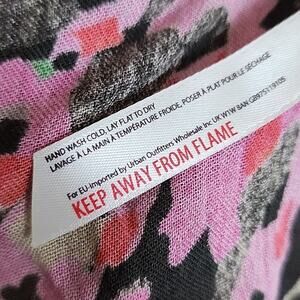 HAND WASH COLD, LAY FLAT TO DRY
LAVAGE À LA MAIN À TEMPÉRATURE FROIDE, POSER À PLAT POUR LE SÉCHAGE
For EU-Imported by Urban Outfitters Wholesale Inc UK W1W 8AN GB975119105
KEEP AWAY FROM FLAME